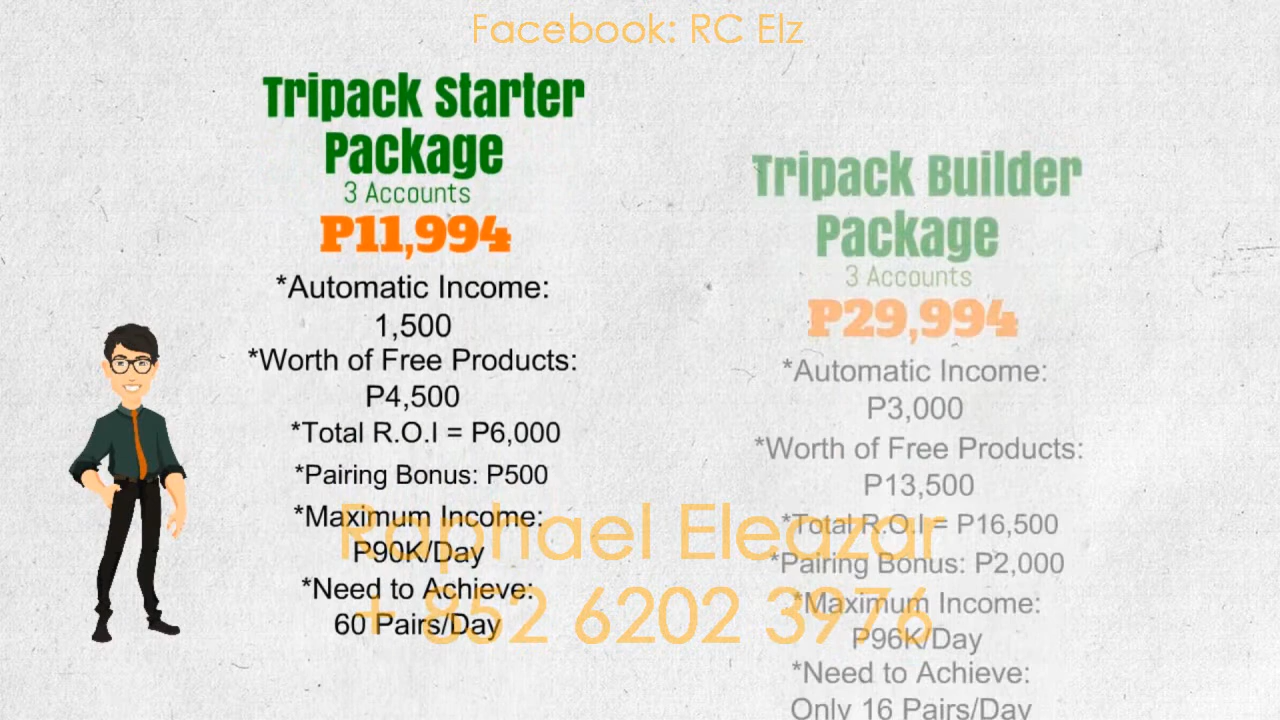 Facebook: RC Elz
Tripack Starter
Package
3 Accounts
P11,994
*Automatic Income:
1,500
*Worth of Free Products:
P4,500
*Total R.O.I = P6,000
*Pairing Bonus: P500
*Maximum Income:
P90K/Day
*Need to Achieve:
60 Pairs/Day
Tripack Builder
Package
3 Accounts
P29,994
*Automatic Income:
P3,000
*Worth of Free Products:
P13,500
*Total R.O.I = P16,500
*Pairing Bonus: P2,000
*Maximum Income:
P96K/Day
*Need to Achieve:
Only 16 Pairs/Day
Raphael Eleazar
+ 852 6202 3976